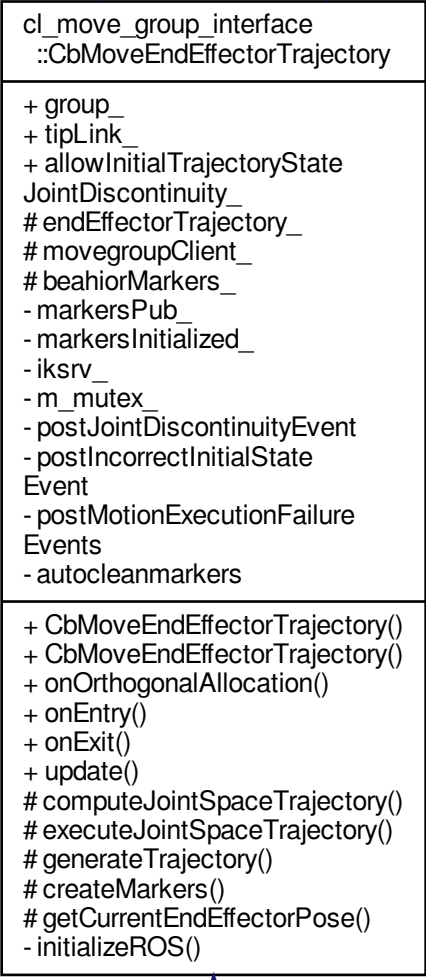 cl_move_group_interface
::CbMoveEndEffectorTrajectory
+ group_
+ tipLink_
+ allowInitialTrajectoryState
JointDiscontinuity_
# endEffectorTrajectory_
# movegroupClient_
# beahiorMarkers_
- markersPub_
- markersInitialized_
- iksrv_
- m_mutex_
- postJointDiscontinuityEvent
- postIncorrectInitialState
Event
- postMotionExecutionFailure
Events
- autocleanmarkers
+ CbMoveEndEffectorTrajectory()
+ CbMoveEndEffectorTrajectory()
+ onOrthogonalAllocation()
+ onEntry()
+ onExit()
+ update()
# computeJointSpaceTrajectory()
# executeJointSpaceTrajectory()
# generateTrajectory()
# createMarkers()
# getCurrentEndEffectorPose()
- initializeROS()